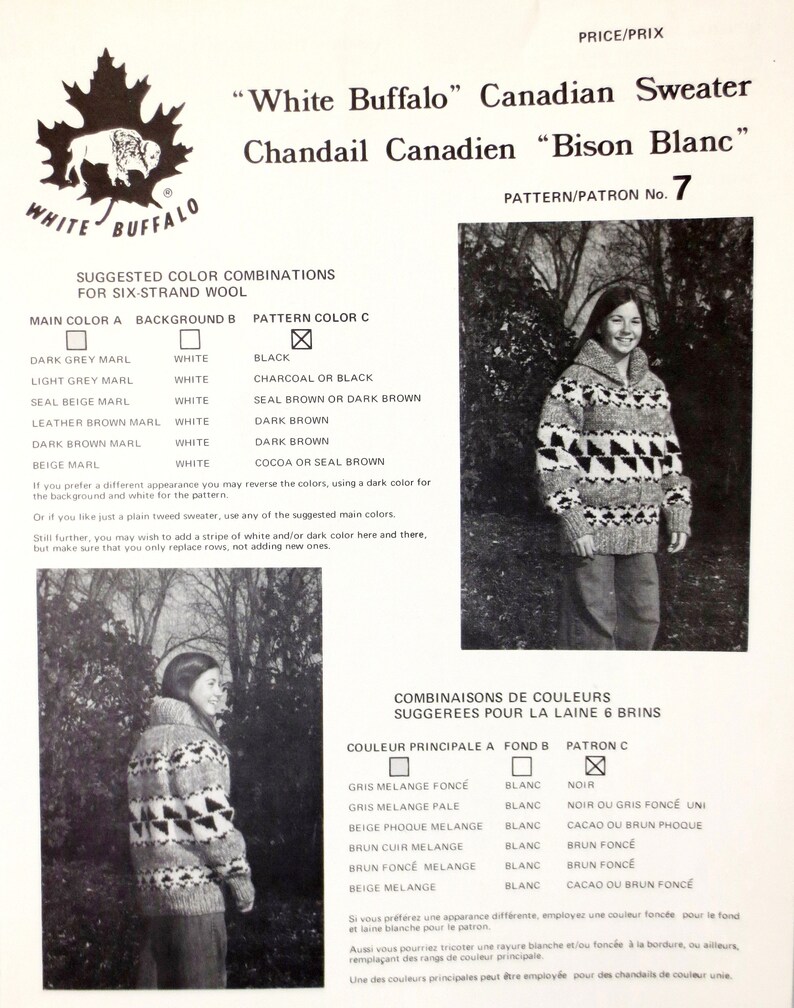 PRICE/PRIX
"White Buffalo" Canadian Sweater
Chandail Canadien "Bison Blanc"
PATTERN/PATRON No. 7
WHITE BUFFALO ®
SUGGESTED COLOR COMBINATIONS
FOR SIX-STRAND WOOL
MAIN COLOR A BACKGROUND B PATTERN COLOR C
DARK GREY MARL WHITE BLACK
LIGHT GREY MARL WHITE CHARCOAL OR BLACK
SEAL BEIGE MARL WHITE SEAL BROWN OR DARK BROWN
LEATHER BROWN MARL WHITE DARK BROWN
DARK BROWN MARL WHITE DARK BROWN
BEIGE MARL WHITE COCOA OR SEAL BROWN
If you prefer a different appearance you may reverse the colors, using a dark color for
the background and white for the pattern.
Or if you like just a plain tweed sweater, use any of the suggested main colors.
Still further, you may wish to add a stripe of white and/or dark color here and there,
but make sure that you only replace rows, not adding new ones.
COMBINAISONS DE COULEURS
SUGGEREES POUR LA LAINE 6 BRINS
COULEUR PRINCIPALE A FOND B PATRON C
GRIS MELANGE FONCÉ BLANC NOIR
GRIS MELANGE PALE BLANC NOIR OU GRIS FONCÉ UNI
BEIGE PHOQUE MELANGE BLANC CACAO OU BRUN PHOQUE
BRUN CUIR MELANGE BLANC BRUN FONCÉ
BRUN FONCÉ MELANGE BLANC BRUN FONCÉ
BEIGE MELANGE BLANC CACAO OU BRUN FONCÉ
Si vous préférez une apparance différente, employez une couleur foncée pour le fond
et laine blanche pour le patron.
Aussi vous pourriez tricoter une rayure blanche et/ou foncée à la bordure, ou ailleurs,
remplaçant des rangs de couleur principale.
Une des couleurs principales peut être employée pour des chandails de couleur unie.